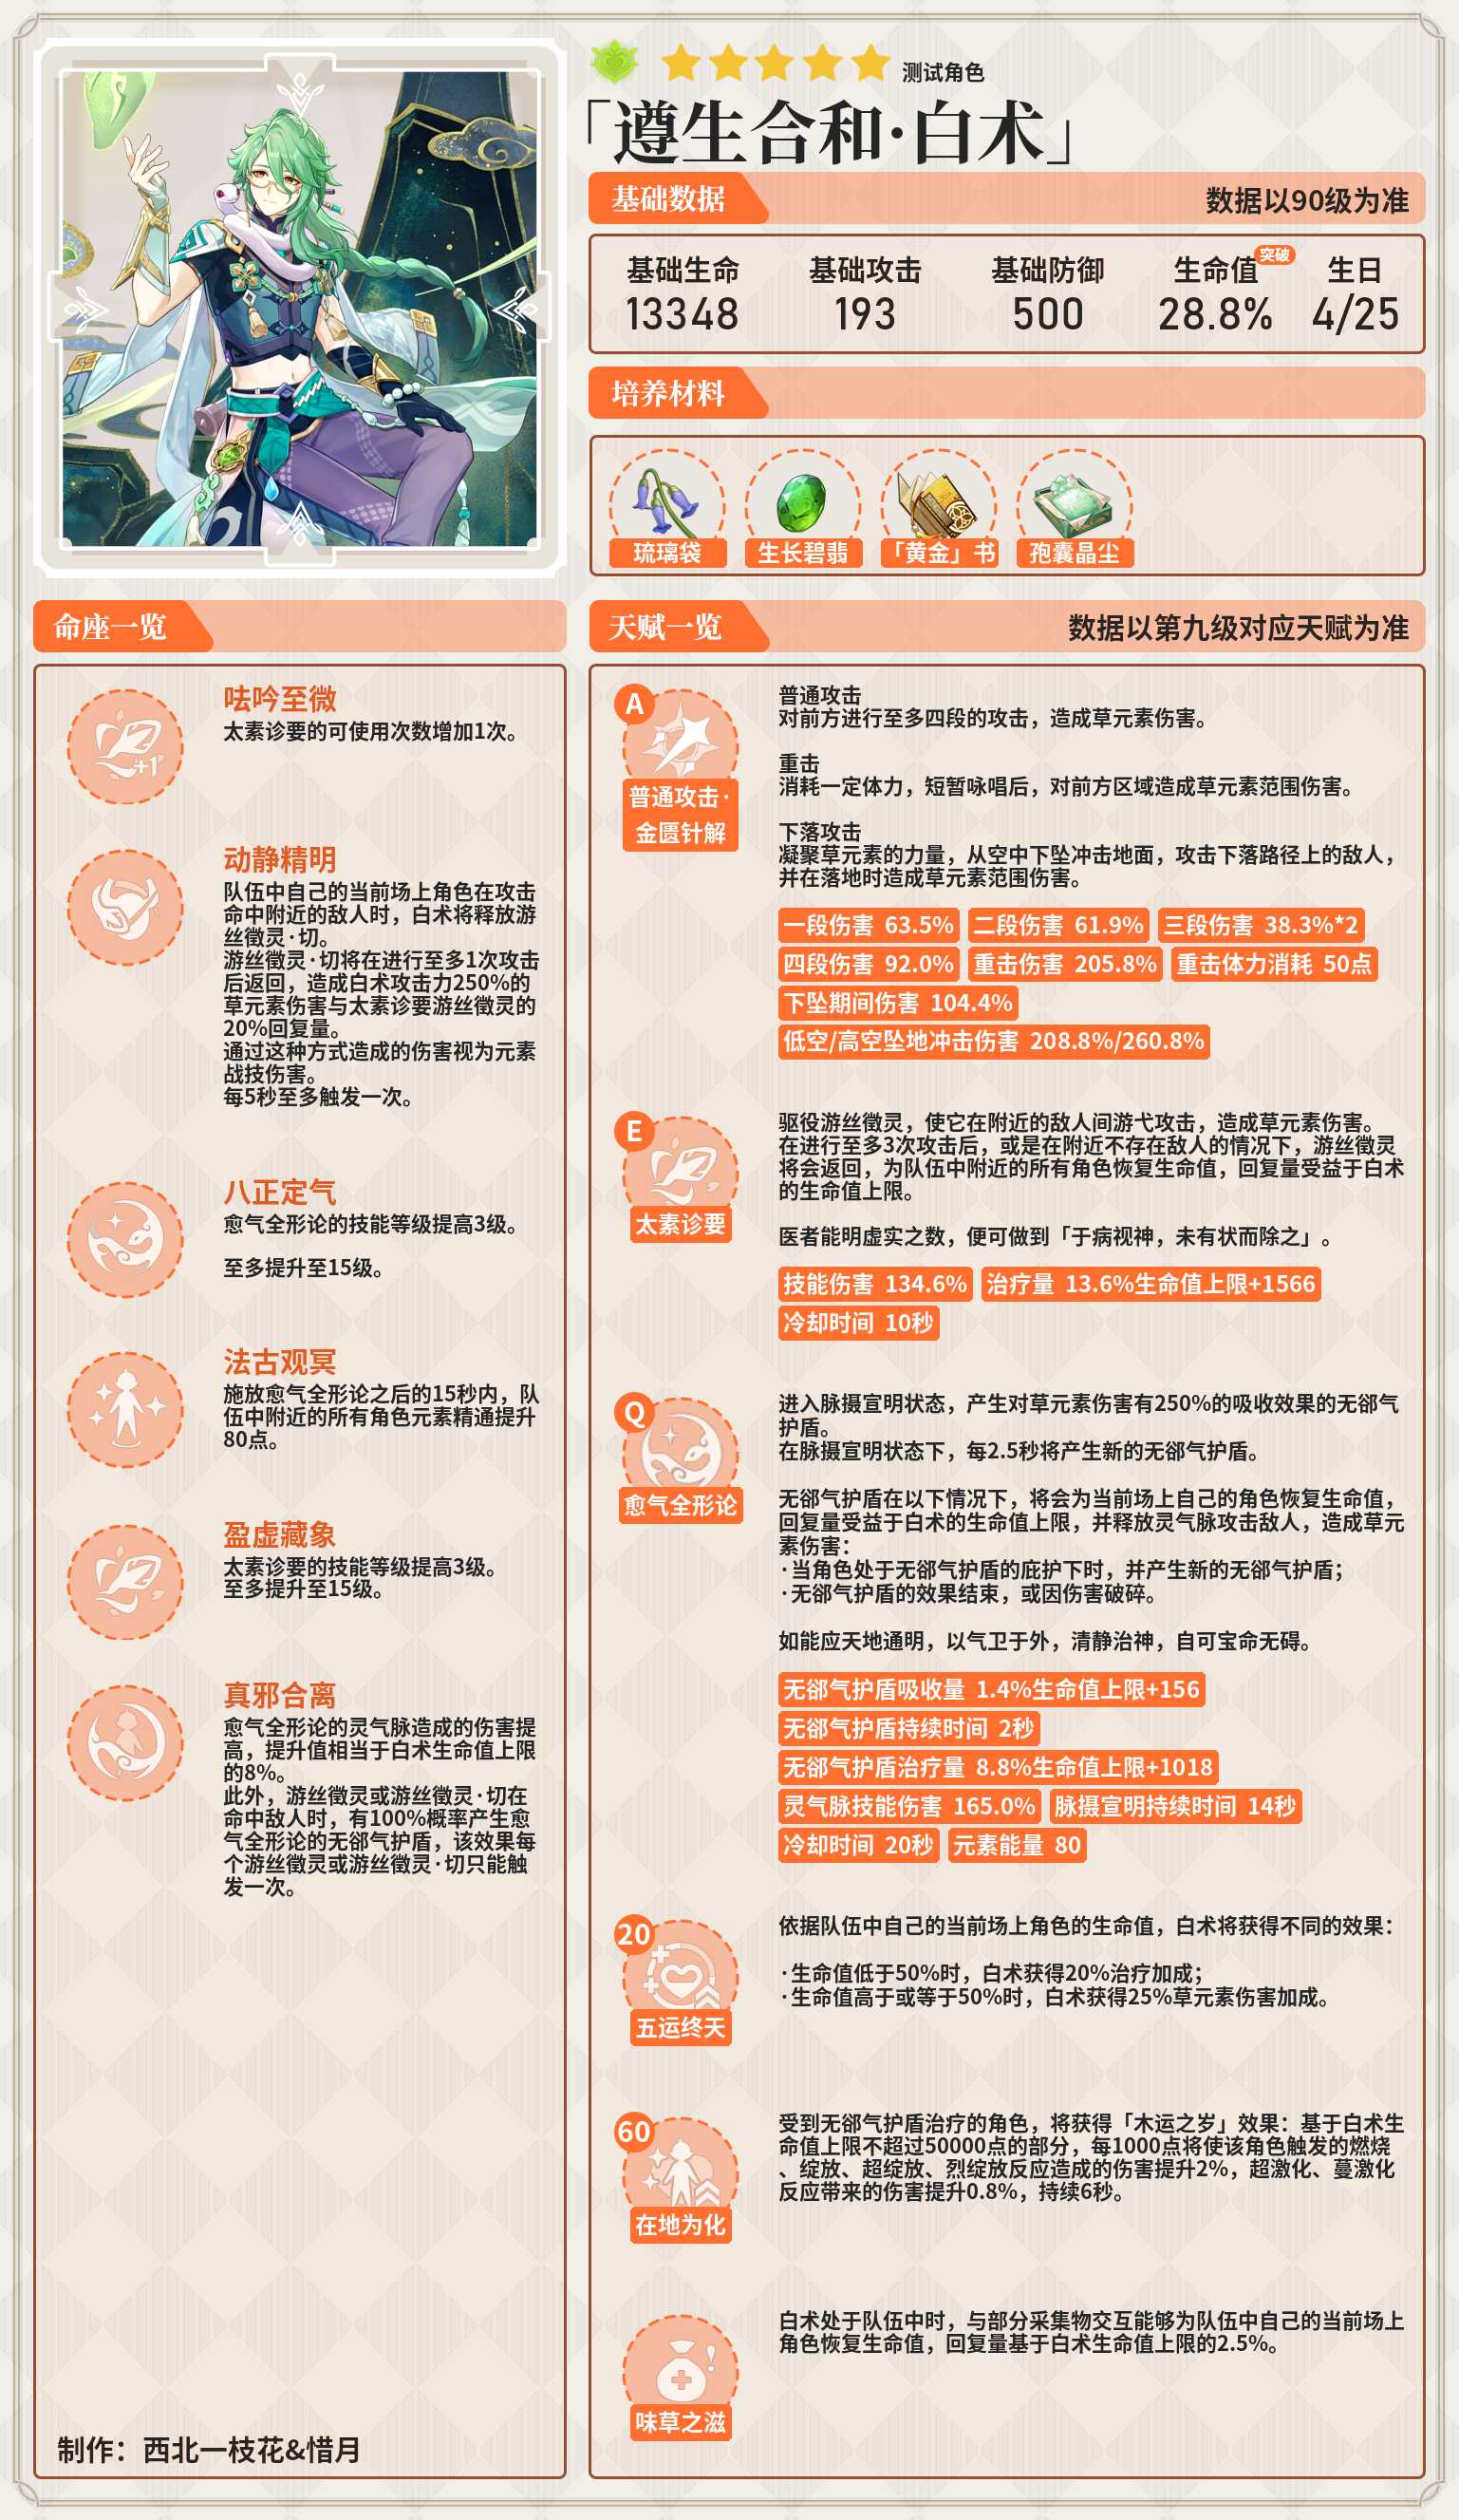 测试角色
「遵生合和·白术」
基础数据
数据以90级为准
基础生命
13348
基础攻击
193
基础防御
500
生命值
突破
28.8%
生日
4/25
培养材料
琉璃袋
生长碧翡
「黄金」书
孢囊晶尘
命座一览
呿吟至微
太素诊要的可使用次数增加1次。
+1
动静精明
队伍中自己的当前场上角色在攻击
命中附近的敌人时，白术将释放游
丝徵灵·切。
游丝徵灵·切将在进行至多1次攻击
后返回，造成白术攻击力250%的
草元素伤害与太素诊要游丝徵灵的
20%回复量。
通过这种方式造成的伤害视为元素
战技伤害。
每5秒至多触发一次。
八正定气
愈气全形论的技能等级提高3级。
至多提升至15级。
法古观冥
施放愈气全形论之后的15秒内，队
伍中附近的所有角色元素精通提升
80点。
盈虚藏象
太素诊要的技能等级提高3级。
至多提升至15级。
真邪合离
愈气全形论的灵气脉造成的伤害提
高，提升值相当于白术生命值上限
的8%。
此外，游丝徵灵或游丝徵灵·切在
命中敌人时，有100%概率产生愈
气全形论的无郤气护盾，该效果每
个游丝徵灵或游丝徵灵·切只能触
发一次。
制作：西北一枝花&惜月
天赋一览
数据以第九级对应天赋为准
A
普通攻击·
金匮针解
普通攻击
对前方进行至多四段的攻击，造成草元素伤害。
重击
消耗一定体力，短暂咏唱后，对前方区域造成草元素范围伤害。
下落攻击
凝聚草元素的力量，从空中下坠冲击地面，攻击下落路径上的敌人，
并在落地时造成草元素范围伤害。
一段伤害 63.5% 二段伤害 61.9% 三段伤害 38.3%*2
四段伤害 92.0% 重击伤害 205.8% 重击体力消耗 50点
下坠期间伤害 104.4%
低空/高空坠地冲击伤害 208.8%/260.8%
E
太素诊要
驱役游丝徵灵，使它在附近的敌人间游弋攻击，造成草元素伤害。
在进行至多3次攻击后，或是在附近不存在敌人的情况下，游丝徵灵
将会返回，为队伍中附近的所有角色恢复生命值，回复量受益于白术
的生命值上限。
医者能明虚实之数，便可做到「于病视神，未有状而除之」。
技能伤害 134.6% 治疗量 13.6%生命值上限+1566
冷却时间 10秒
Q
愈气全形论
进入脉摄宣明状态，产生对草元素伤害有250%的吸收效果的无郤气
护盾。
在脉摄宣明状态下，每2.5秒将产生新的无郤气护盾。
无郤气护盾在以下情况下，将会为当前场上自己的角色恢复生命值，
回复量受益于白术的生命值上限，并释放灵气脉攻击敌人，造成草元
素伤害：
·当角色处于无郤气护盾的庇护下时，并产生新的无郤气护盾；
·无郤气护盾的效果结束，或因伤害破碎。
如能应天地通明，以气卫于外，清静治神，自可宝命无碍。
无郤气护盾吸收量 1.4%生命值上限+156
无郤气护盾持续时间 2秒
无郤气护盾治疗量 8.8%生命值上限+1018
灵气脉技能伤害 165.0% 脉摄宣明持续时间 14秒
冷却时间 20秒 元素能量 80
20
五运终天
依据队伍中自己的当前场上角色的生命值，白术将获得不同的效果：
·生命值低于50%时，白术获得20%治疗加成；
·生命值高于或等于50%时，白术获得25%草元素伤害加成。
60
在地为化
受到无郤气护盾治疗的角色，将获得「木运之岁」效果：基于白术生
命值上限不超过50000点的部分，每1000点将使该角色触发的燃烧
、绽放、超绽放、烈绽放反应造成的伤害提升2%，超激化、蔓激化
反应带来的伤害提升0.8%，持续6秒。
味草之滋
白术处于队伍中时，与部分采集物交互能够为队伍中自己的当前场上
角色恢复生命值，回复量基于白术生命值上限的2.5%。